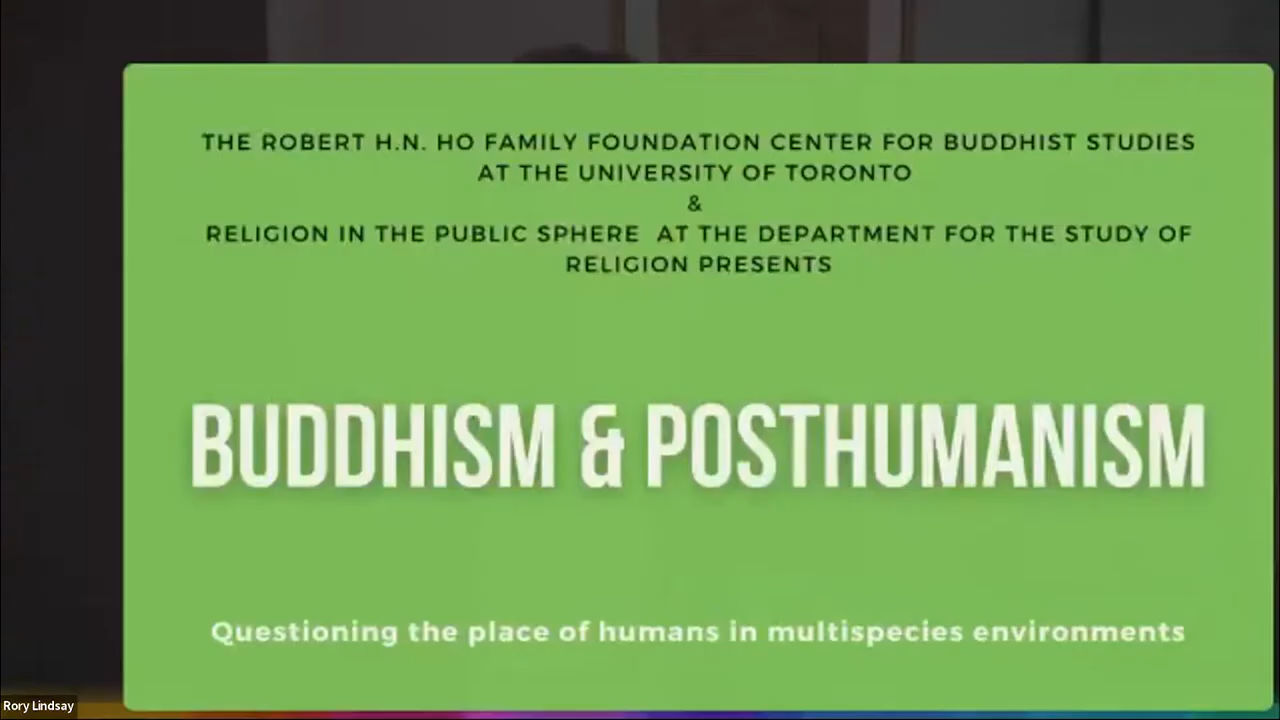 THE ROBERT H.N. HO FAMILY FOUNDATION CENTER FOR BUDDHIST STUDIES
AT THE UNIVERSITY OF TORONTO
&
RELIGION IN THE PUBLIC SPHERE AT THE DEPARTMENT FOR THE STUDY OF
RELIGION PRESENTS
BUDDHISM & POSTHUMANISM
Questioning the place of humans in multispecies environments
Rory Lindsay